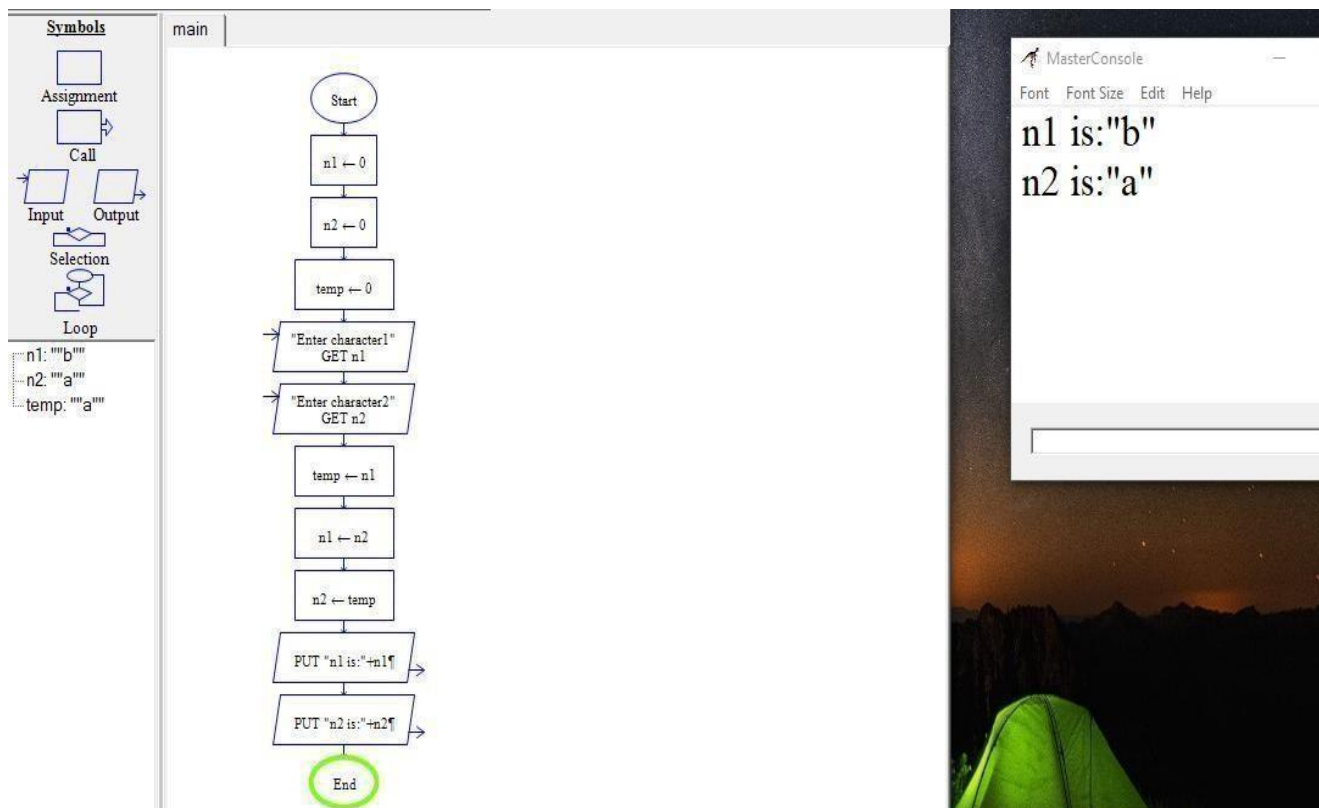 Symbols
Assignment
Call
Input Output
Selection
Loop
n1: ""b""
n2: ""a""
temp: ""a""
main
Start
n1 ← 0
n2 ← 0
temp ← 0
"Enter character1"
GET n1
"Enter character2"
GET n2
temp ← n1
n1 ← n2
n2 ← temp
PUT "n1 is:"+n1¶
PUT "n2 is:"+n2¶
End
MasterConsole
Font Font Size Edit Help
n1 is:"b"
n2 is:"a"